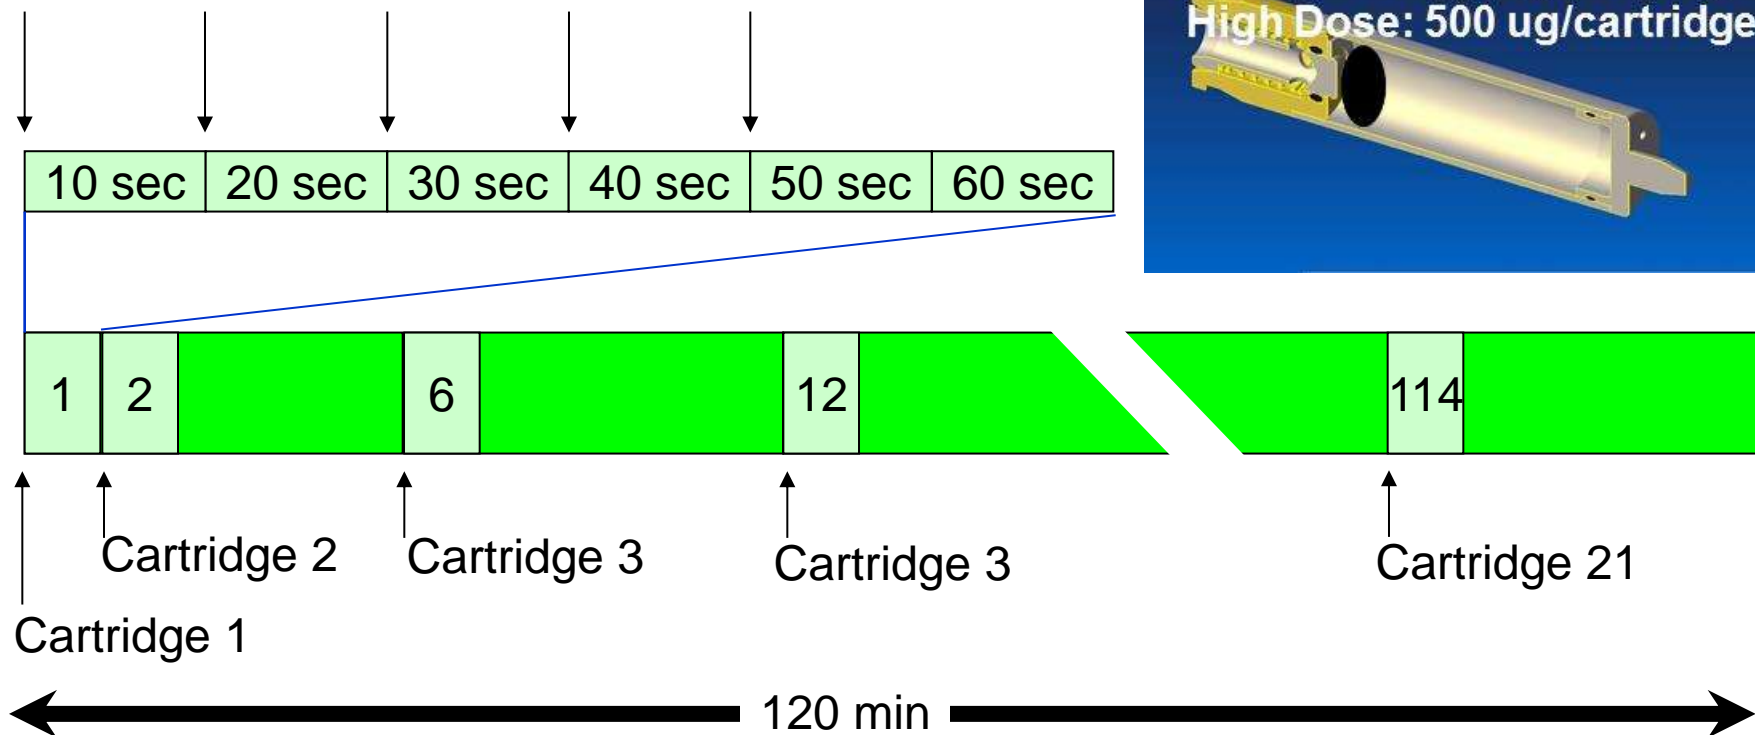 High Dose: 500 ug/cartridge
10 sec 20 sec 30 sec 40 sec 50 sec 60 sec
1 2 6 12 114
Cartridge 2 Cartridge 3 Cartridge 3 Cartridge 21
Cartridge 1
120 min